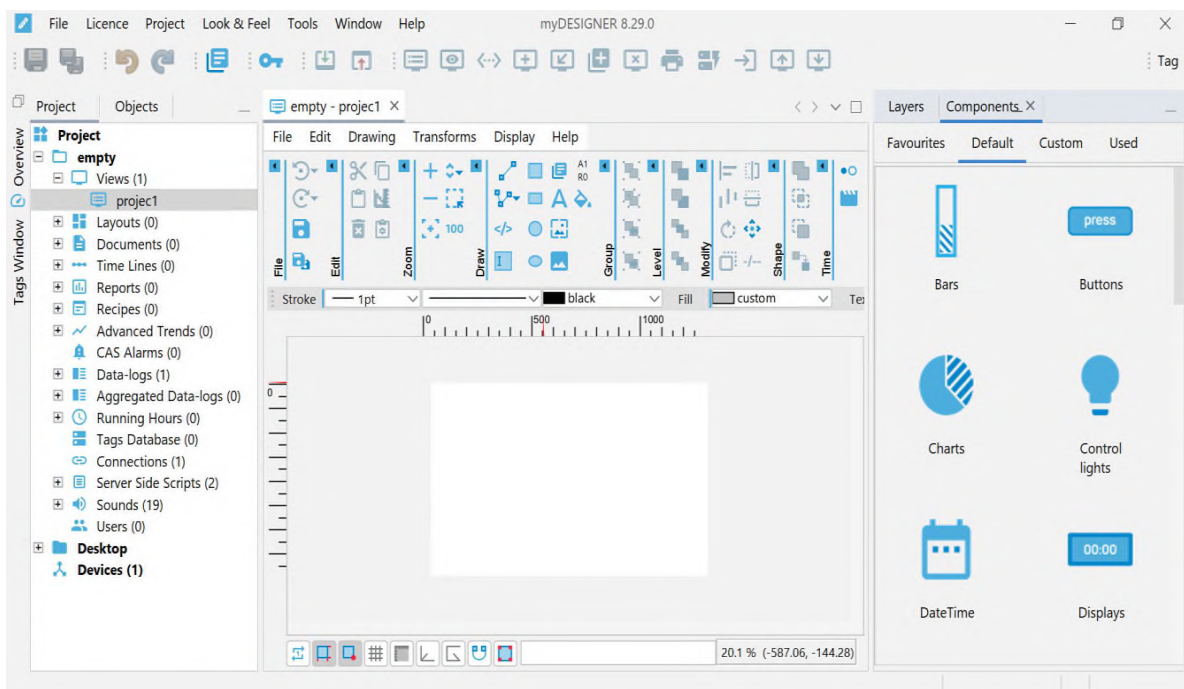 File Licence Project Look & Feel Tools Window Help myDESIGNER 8.29.0
Tag
Project Objects
empty - projec1
Layers Components
Overview
Tags Window
Project
empty
Views (1)
projec1
Layouts (0)
Documents (0)
Time Lines (0)
Reports (0)
Recipes (0)
Advanced Trends (0)
CAS Alarms (0)
Data-logs (1)
Aggregated Data-logs (0)
Running Hours (0)
Tags Database (0)
Connections (1)
Server Side Scripts (2)
Sounds (19)
Users (0)
Desktop
Devices (1)
File Edit Drawing Transforms Display Help
A1
R0
A
100
File Edit Zoom Draw Group Level Modify Shape Time
Stroke 1pt black Fill custom Te
0 500 1000
0
20.1 % (-587.06, -144.28)
Favourites Default Custom Used
press
Bars Buttons
Charts Control
lights
00:00
DateTime Displays